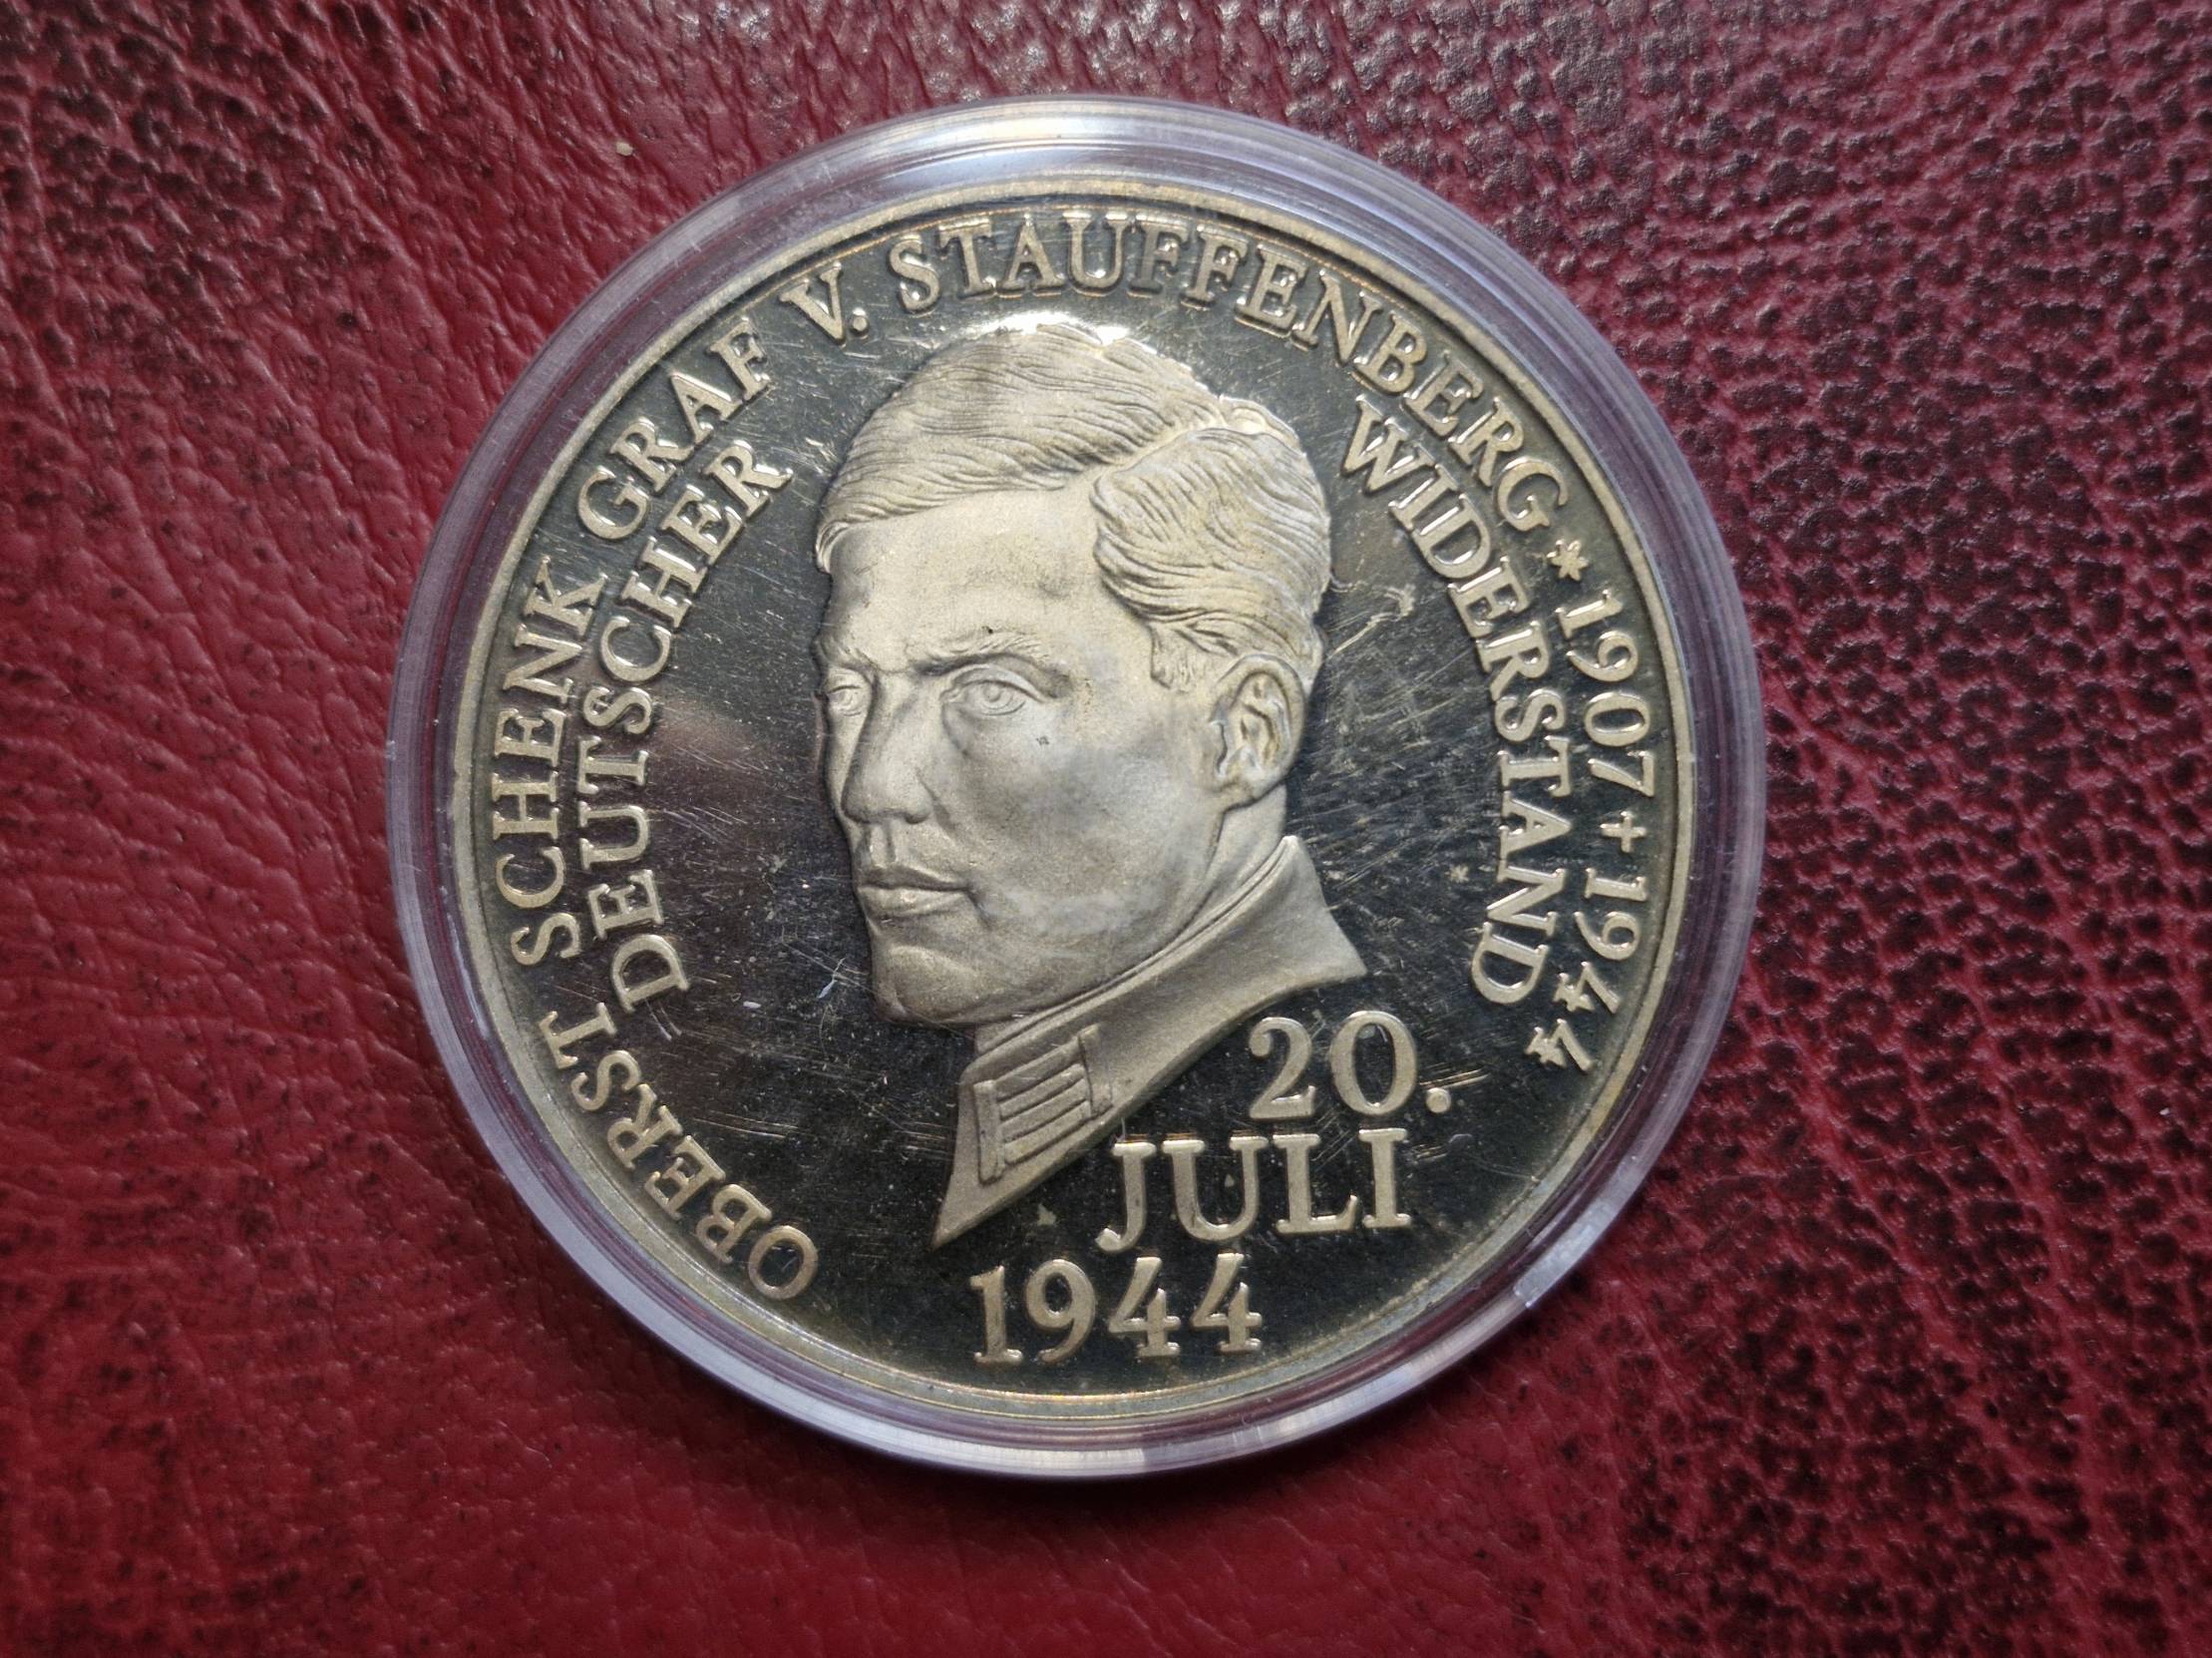 OBERST SCHENK GRAF V. STAUFFENBERG * 1907 + 1944
DEUTSCHER WIDERSTAND
20.
JULI
1944